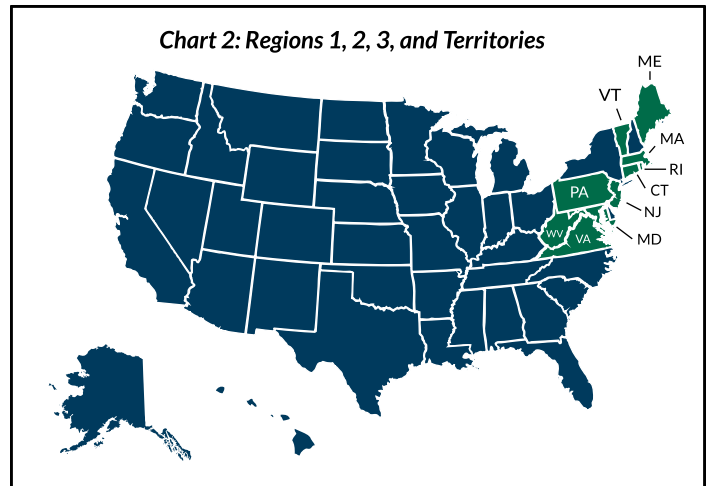 Chart 2: Regions 1, 2, 3, and Territories
ME
VT
MA
RI
CT
PA
NJ
WV
VA
MD